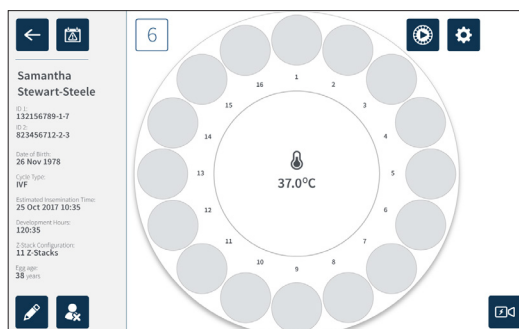 6
Samantha
Stewart-Steele
ID 1:
132156789-1-7
ID 2:
823456712-2-3
Date of Birth:
26 Nov 1978
Cycle Type:
IVF
Estimated Insemination Time:
25 Oct 2017 10:35
Development Hours:
120:35
Z-Stack Configuration:
11 Z-Stacks
Egg age:
38 years
1
2
3
4
5
6
7
8
9
10
11
12
13
14
15
16
37.0°C